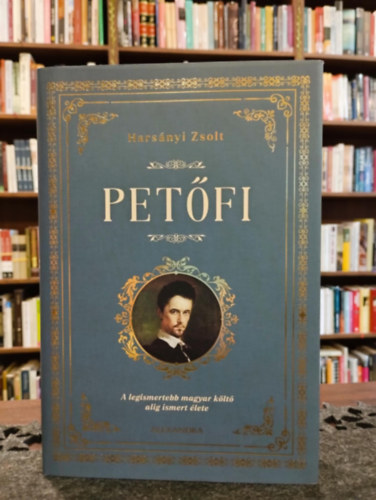 Harsányi Zsolt
PETŐFI
A legismertebb magyar költő
alig ismert élete